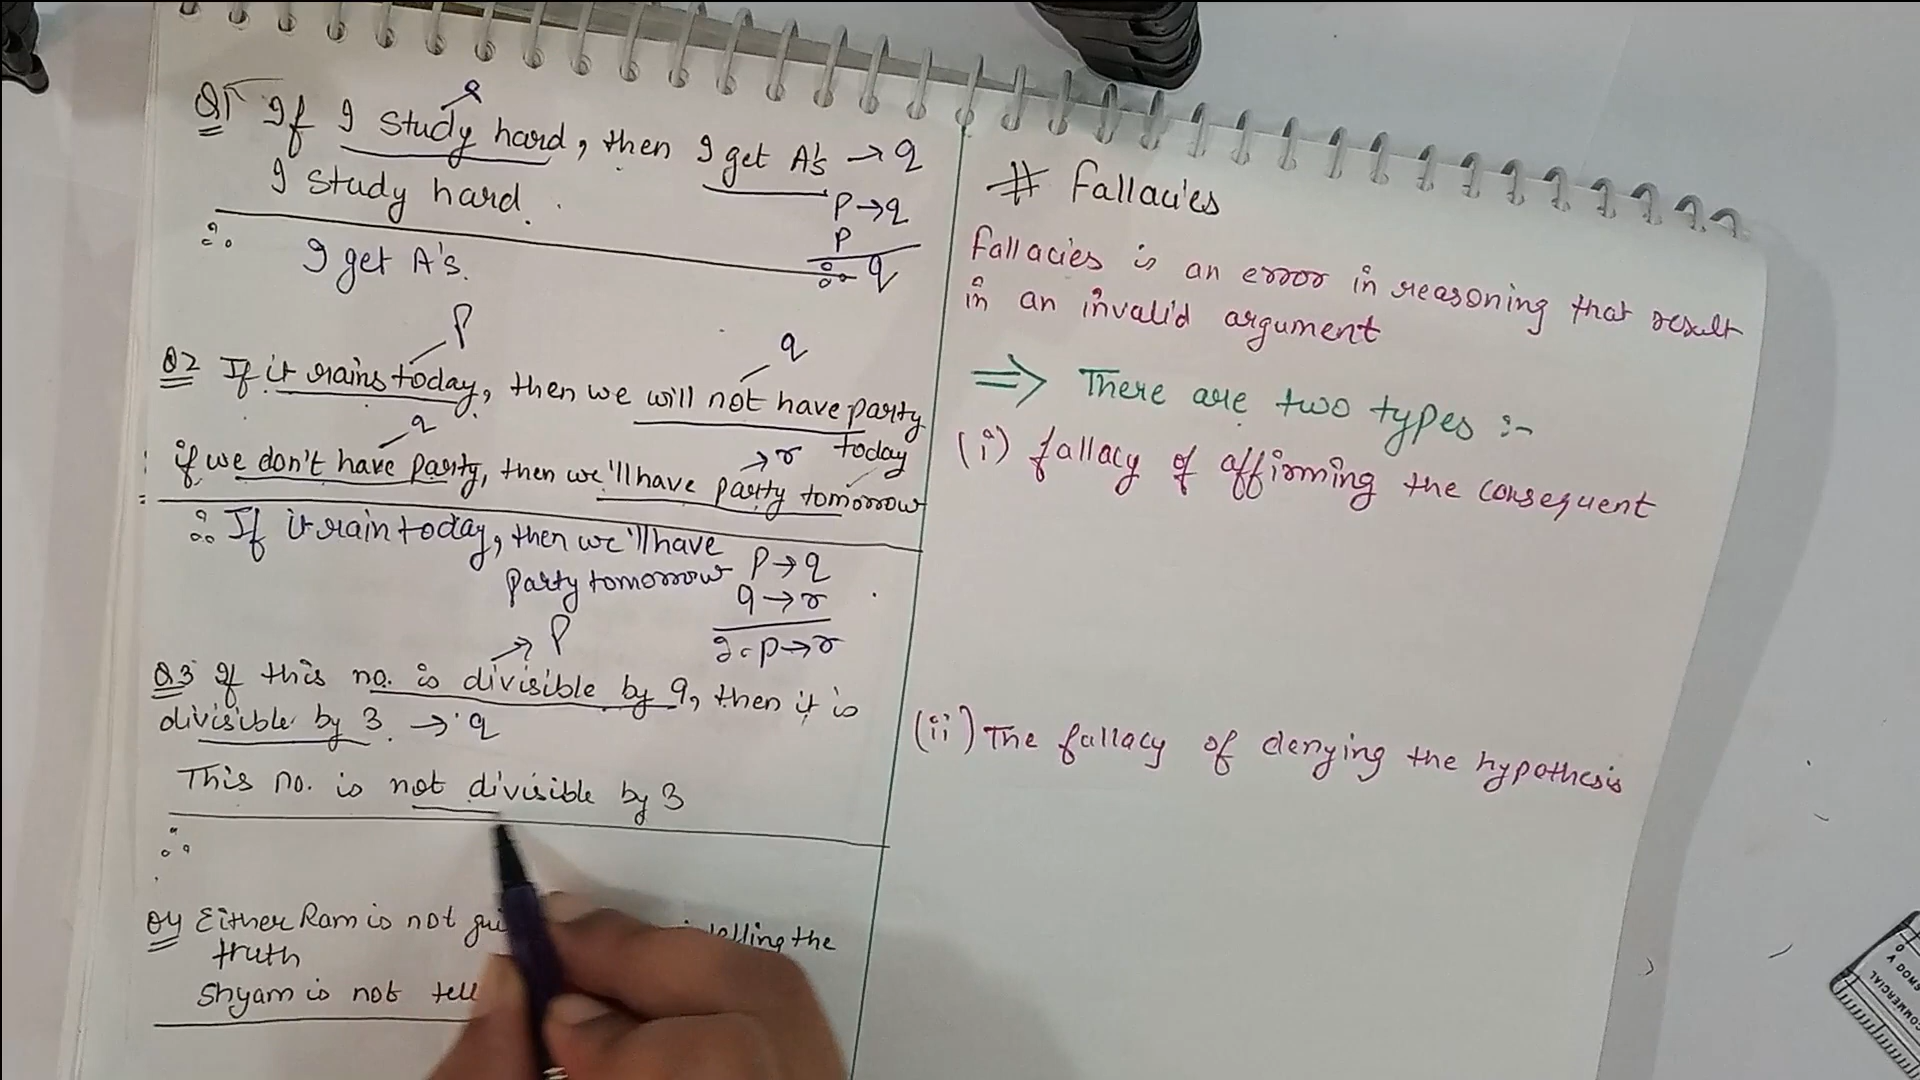 Q1 If I study hard, then I get A's → q
I study hard.
p→q
p
∴ q
∴ I get A's.
p
q
Q2 If it rains today, then we will not have party
today
q
→ r
if we don't have party, then we'll have party tomorrow
∴ If it rain today, then we'll have
party tomorrow
p→q
q→r
∴ p→r
→ p
Q3 If this no. is divisible by 9, then it is
divisible by 3. → q
This no. is not divisible by 3
∴
Q4 Either Ram is not telling the
truth
Shyam is not
# Fallacies
Fallacies is an error in reasoning that result
in an invalid argument
⇒ There are two types :-
(i) fallacy of affirming the consequent
(ii) The fallacy of denying the hypothesis
COMMERCIAL